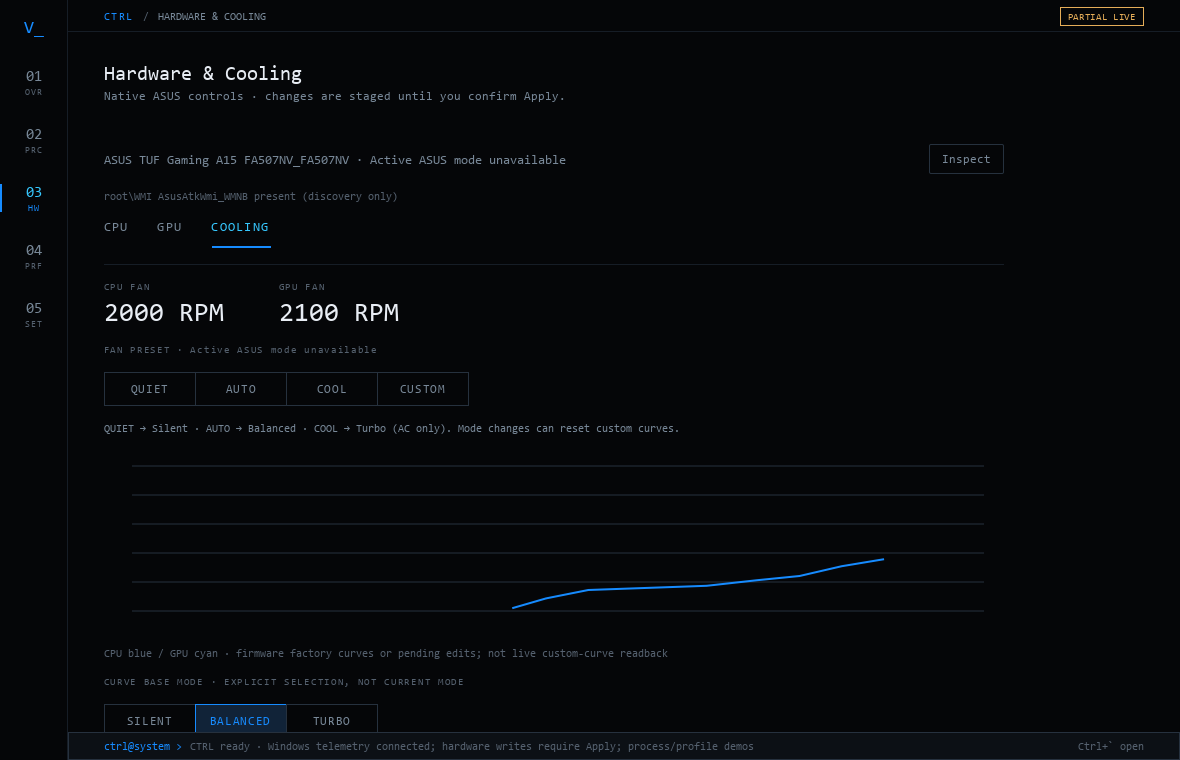 V_
CTRL / HARDWARE & COOLING
PARTIAL LIVE
01
OVR
02
PRC
03
HW
04
PRF
05
SET
Hardware & Cooling
Native ASUS controls · changes are staged until you confirm Apply.
ASUS TUF Gaming A15 FA507NV_FA507NV · Active ASUS mode unavailable
Inspect
root\WMI AsusAtkWmi_WMNB present (discovery only)
CPU GPU COOLING
CPU FAN GPU FAN
2000 RPM 2100 RPM
FAN PRESET · Active ASUS mode unavailable
QUIET AUTO COOL CUSTOM
QUIET → Silent · AUTO → Balanced · COOL → Turbo (AC only). Mode changes can reset custom curves.
CPU blue / GPU cyan · firmware factory curves or pending edits; not live custom-curve readback
CURVE BASE MODE · EXPLICIT SELECTION, NOT CURRENT MODE
SILENT BALANCED TURBO
ctrl@system › CTRL ready · Windows telemetry connected; hardware writes require Apply; process/profile demos
Ctrl+` open